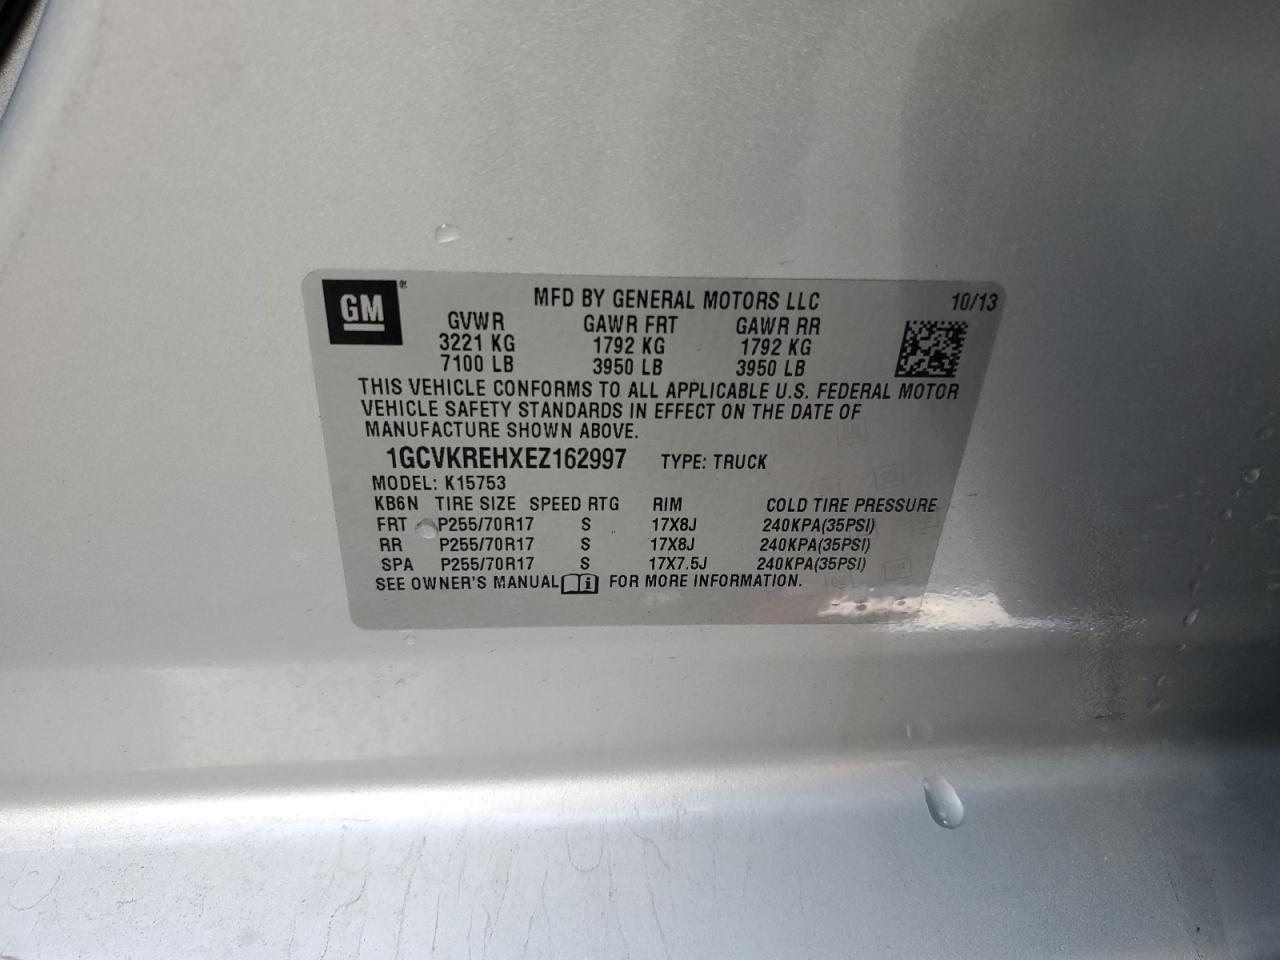 GM®
MFD BY GENERAL MOTORS LLC 10/13
GVWR GAWR FRT GAWR RR
3221 KG 1792 KG 1792 KG
7100 LB 3950 LB 3950 LB
THIS VEHICLE CONFORMS TO ALL APPLICABLE U.S. FEDERAL MOTOR
VEHICLE SAFETY STANDARDS IN EFFECT ON THE DATE OF
MANUFACTURE SHOWN ABOVE.
1GCVKREHXEZ162997 TYPE: TRUCK
MODEL: K15753
KB6N TIRE SIZE SPEED RTG RIM COLD TIRE PRESSURE
FRT P255/70R17 S 17X8J 240KPA(35PSI)
RR P255/70R17 S 17X8J 240KPA(35PSI)
SPA P255/70R17 S 17X7.5J 240KPA(35PSI)
SEE OWNER'S MANUAL i FOR MORE INFORMATION.